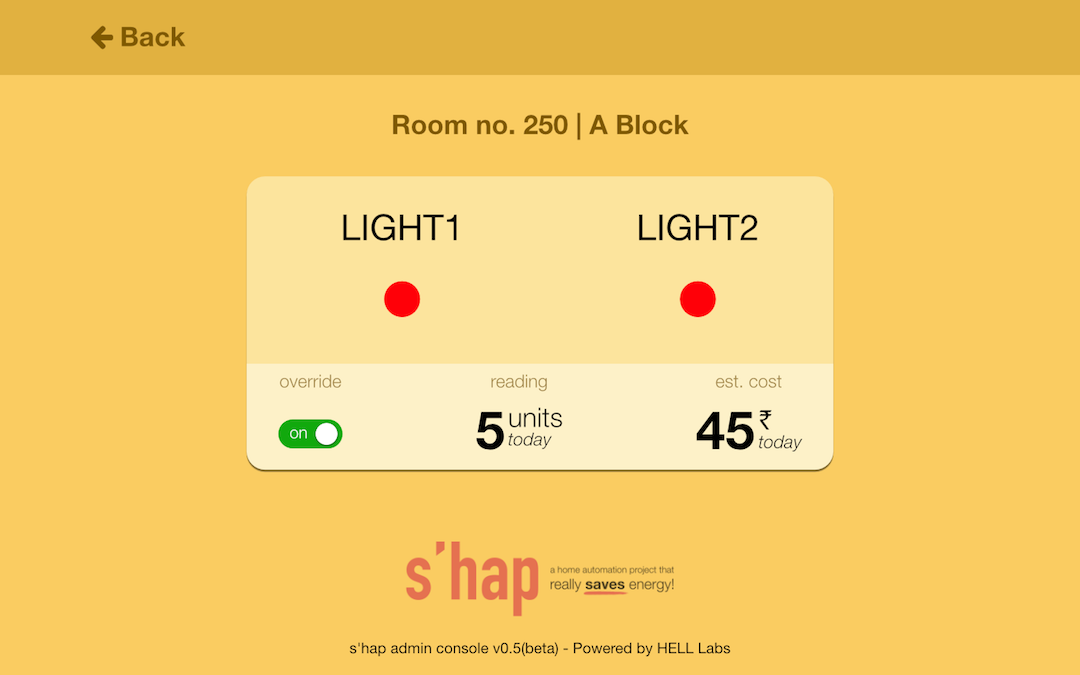 Back
Room no. 250 | A Block
LIGHT1 LIGHT2
override reading est. cost
on 5 units today 45 ₹ today
s'hap
a home automation project that
really saves energy!
s'hap admin console v0.5(beta) - Powered by HELL Labs